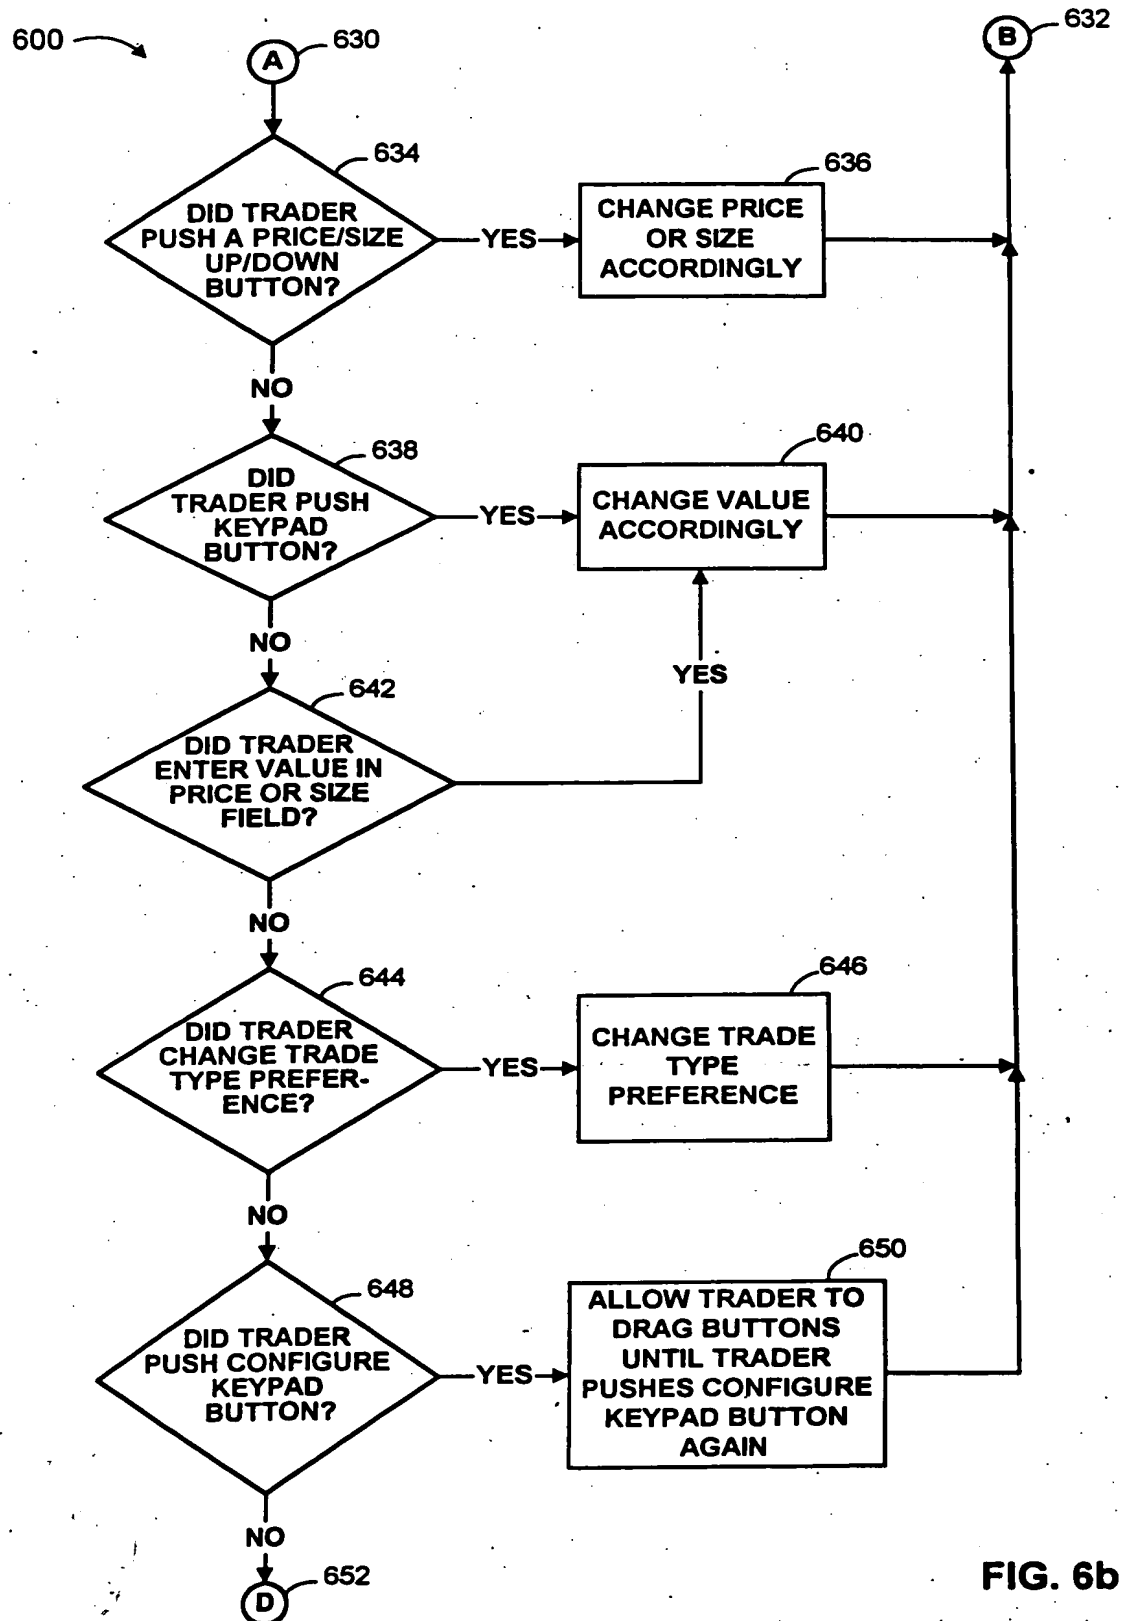 600
A
630
B
632
634
DID TRADER
PUSH A PRICE/SIZE
UP/DOWN
BUTTON?
YES
636
CHANGE PRICE
OR SIZE
ACCORDINGLY
NO
638
DID
TRADER PUSH
KEYPAD
BUTTON?
YES
640
CHANGE VALUE
ACCORDINGLY
NO
YES
642
DID TRADER
ENTER VALUE IN
PRICE OR SIZE
FIELD?
NO
644
DID TRADER
CHANGE TRADE
TYPE PREFER-
ENCE?
YES
646
CHANGE TRADE
TYPE
PREFERENCE
NO
648
DID TRADER
PUSH CONFIGURE
KEYPAD
BUTTON?
YES
650
ALLOW TRADER TO
DRAG BUTTONS
UNTIL TRADER
PUSHES CONFIGURE
KEYPAD BUTTON
AGAIN
NO
D
652
FIG. 6b